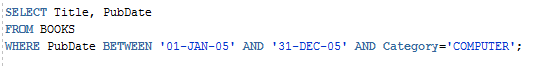 SELECT Title, PubDate
FROM BOOKS
WHERE PubDate BETWEEN '01-JAN-05' AND '31-DEC-05' AND Category='COMPUTER';